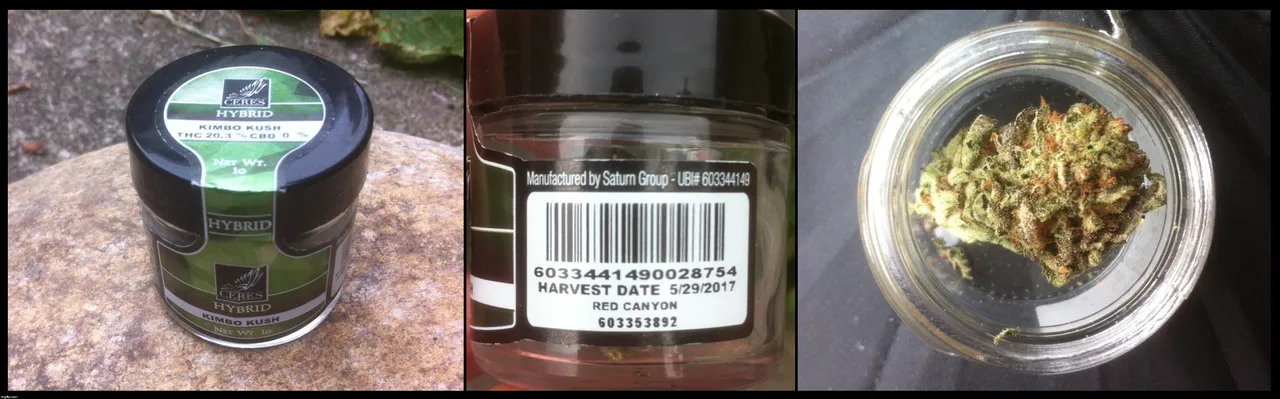 CERES
HYBRID
KIMBO KUSH
THC 20.3 % CBD 0 %
NET WT.
1G
HYBRID
CERES
HYBRID
KIMBO KUSH
NET WT. 1G
Manufactured by Saturn Group - UBI# 603344149
6033441490028754
HARVEST DATE 5/29/2017
RED CANYON
603353892
imgflip.com